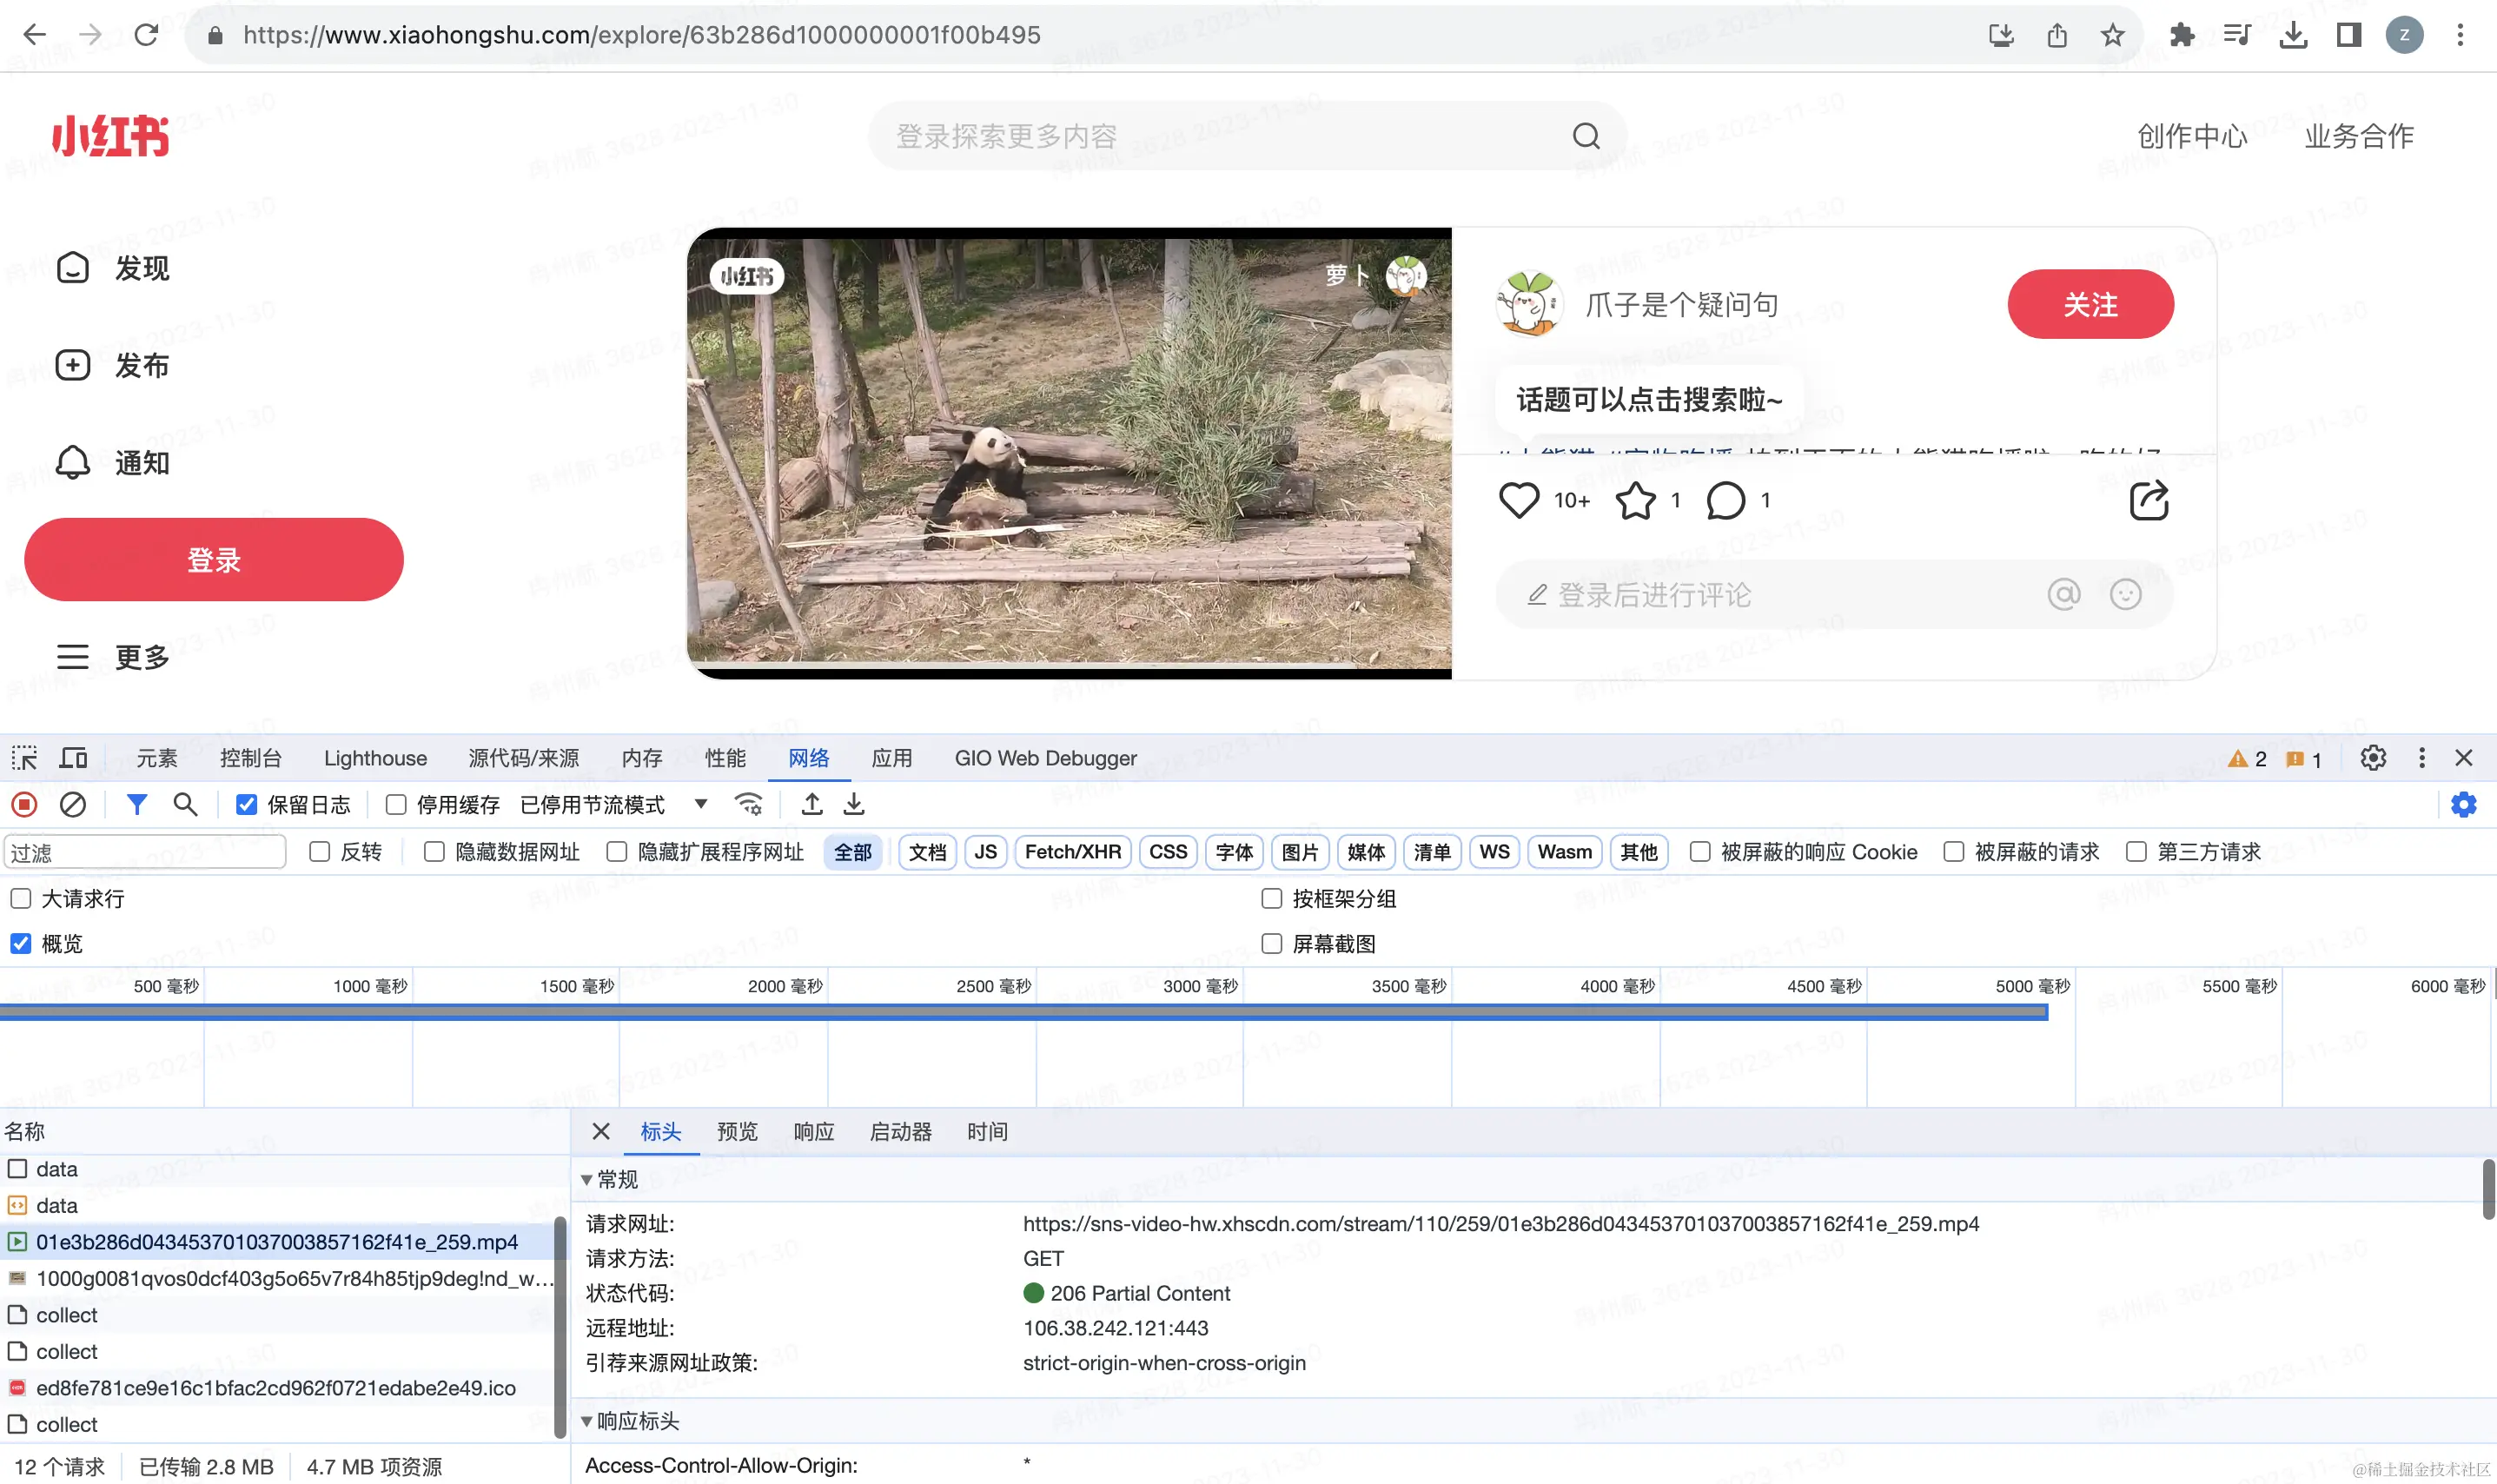 https://www.xiaohongshu.com/explore/63b286d1000000001f00b495
z
小红书
登录探索更多内容
创作中心
业务合作
发现
发布
通知
登录
更多
小红书
萝卜
爪子是个疑问句
关注
话题可以点击搜索啦~
10+
1
1
登录后进行评论
元素
控制台
Lighthouse
源代码/来源
内存
性能
网络
应用
GIO Web Debugger
2
1
保留日志
停用缓存
已停用节流模式
过滤
反转
隐藏数据网址
隐藏扩展程序网址
全部
文档
JS
Fetch/XHR
CSS
字体
图片
媒体
清单
WS
Wasm
其他
被屏蔽的响应 Cookie
被屏蔽的请求
第三方请求
大请求行
按框架分组
概览
屏幕截图
500 毫秒
1000 毫秒
1500 毫秒
2000 毫秒
2500 毫秒
3000 毫秒
3500 毫秒
4000 毫秒
4500 毫秒
5000 毫秒
5500 毫秒
6000 毫秒
名称
data
data
01e3b286d043453701037003857162f41e_259.mp4
1000g0081qvos0dcf403g5o65v7r84h85tjp9deg!nd_w...
collect
collect
ed8fe781ce9e16c1bfac2cd962f0721edabe2e49.ico
collect
12 个请求
已传输 2.8 MB
4.7 MB 项资源
标头
预览
响应
启动器
时间
常规
请求网址:
https://sns-video-hw.xhscdn.com/stream/110/259/01e3b286d043453701037003857162f41e_259.mp4
请求方法:
GET
状态代码:
206 Partial Content
远程地址:
106.38.242.121:443
引荐来源网址政策:
strict-origin-when-cross-origin
响应标头
Access-Control-Allow-Origin:
*
@稀土掘金技术社区